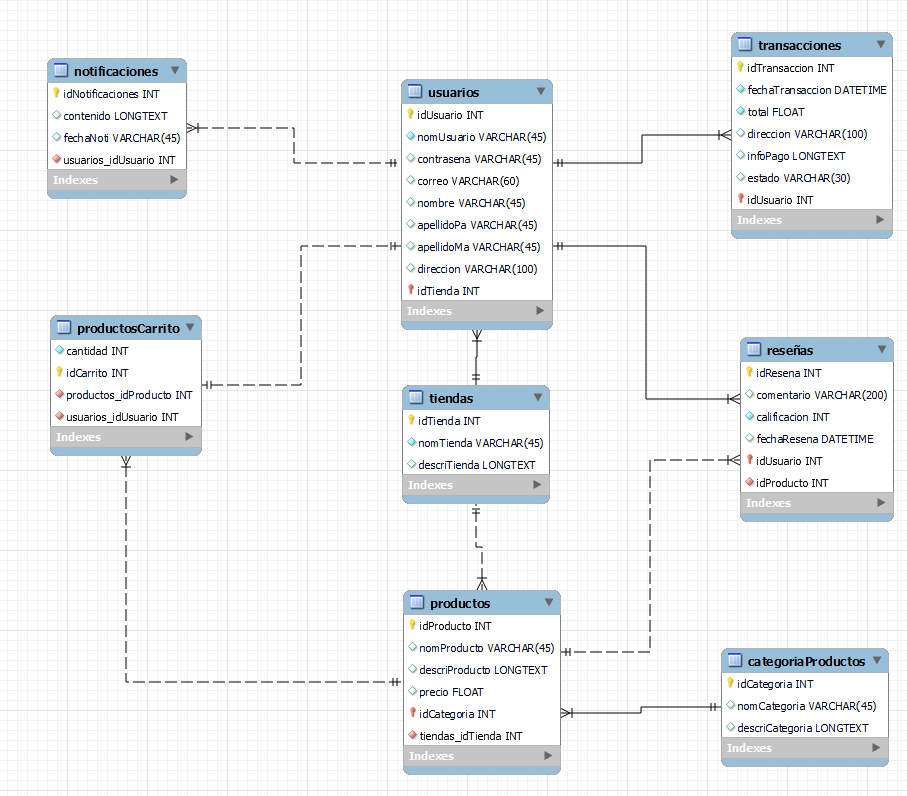 notificaciones
idNotificaciones INT
contenido LONGTEXT
fechaNoti VARCHAR(45)
usuarios_idUsuario INT
Indexes
usuarios
idUsuario INT
nomUsuario VARCHAR(45)
contrasena VARCHAR(45)
correo VARCHAR(60)
nombre VARCHAR(45)
apellidoPa VARCHAR(45)
apellidoMa VARCHAR(45)
direccion VARCHAR(100)
idTienda INT
Indexes
transacciones
idTransaccion INT
fechaTransaccion DATETIME
total FLOAT
direccion VARCHAR(100)
infoPago LONGTEXT
estado VARCHAR(30)
idUsuario INT
Indexes
productosCarrito
cantidad INT
idCarrito INT
productos_idProducto INT
usuarios_idUsuario INT
Indexes
tiendas
idTienda INT
nomTienda VARCHAR(45)
descriTienda LONGTEXT
Indexes
reseñas
idResena INT
comentario VARCHAR(200)
calificacion INT
fechaResena DATETIME
idUsuario INT
idProducto INT
Indexes
productos
idProducto INT
nomProducto VARCHAR(45)
descriProducto LONGTEXT
precio FLOAT
idCategoria INT
tiendas_idTienda INT
Indexes
categoriaProductos
idCategoria INT
nomCategoria VARCHAR(45)
descriCategoria LONGTEXT
Indexes